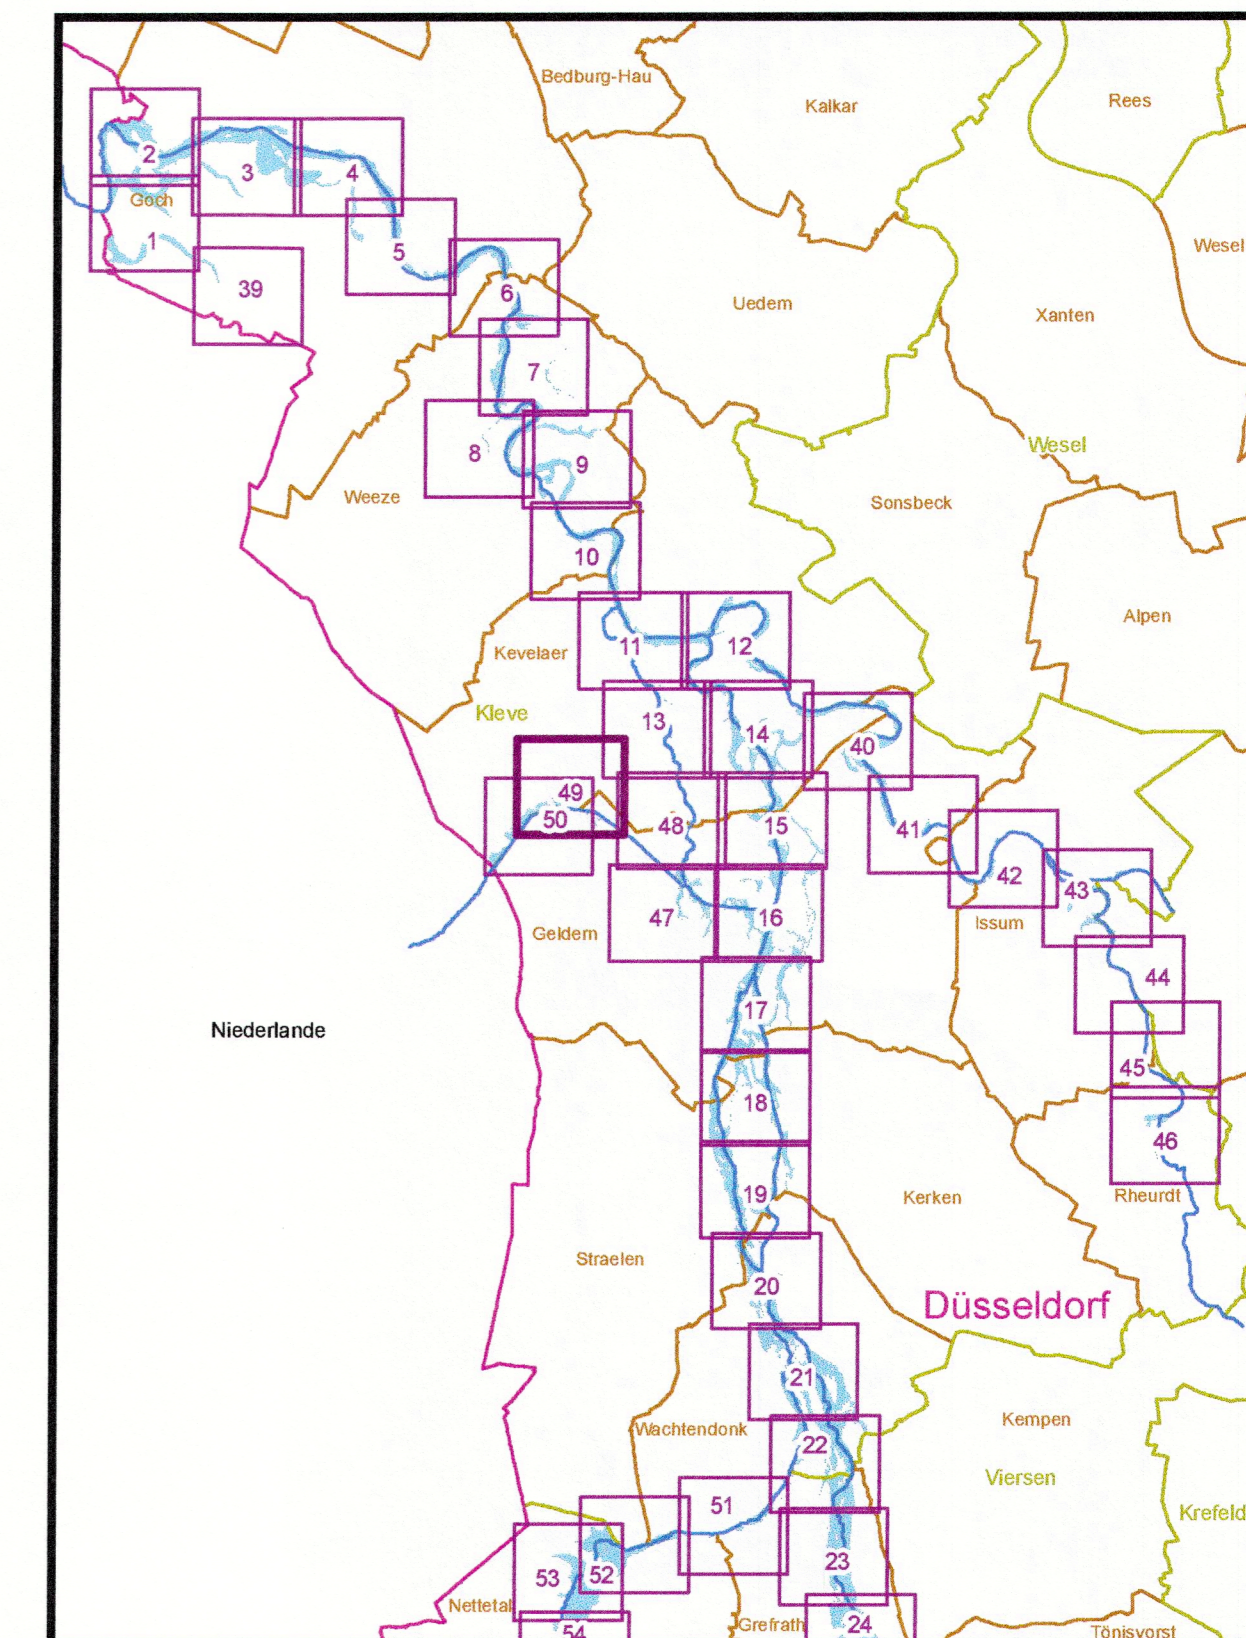 Bedburg-Hau
Kalkar
Rees
2
3
4
Goch
1
5
39
Wesel
6
Uedem
Xanten
7
8
9
Wesel
Weeze
Sonsbeck
10
Alpen
11
12
Kevelaer
Kleve
13
14
40
49
50
48
15
41
42
43
47
16
Issum
Geldern
44
17
Niederlande
45
18
46
19
Kerken
Rheurdt
Straelen
20
Düsseldorf
21
Wachtendonk
22
Kempen
Viersen
51
Krefeld
53
52
23
Nettetal
54
Grefrath
24
Tönisvorst